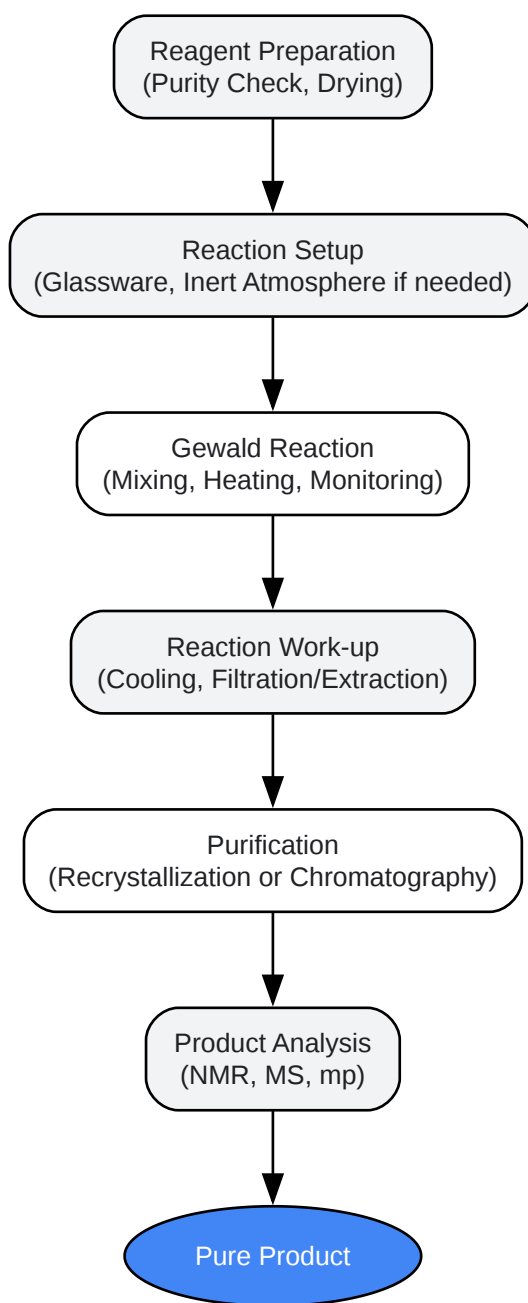 Reagent Preparation
(Purity Check, Drying)
Reaction Setup
(Glassware, Inert Atmosphere if needed)
Gewald Reaction
(Mixing, Heating, Monitoring)
Reaction Work-up
(Cooling, Filtration/Extraction)
Purification
(Recrystallization or Chromatography)
Product Analysis
(NMR, MS, mp)
Pure Product